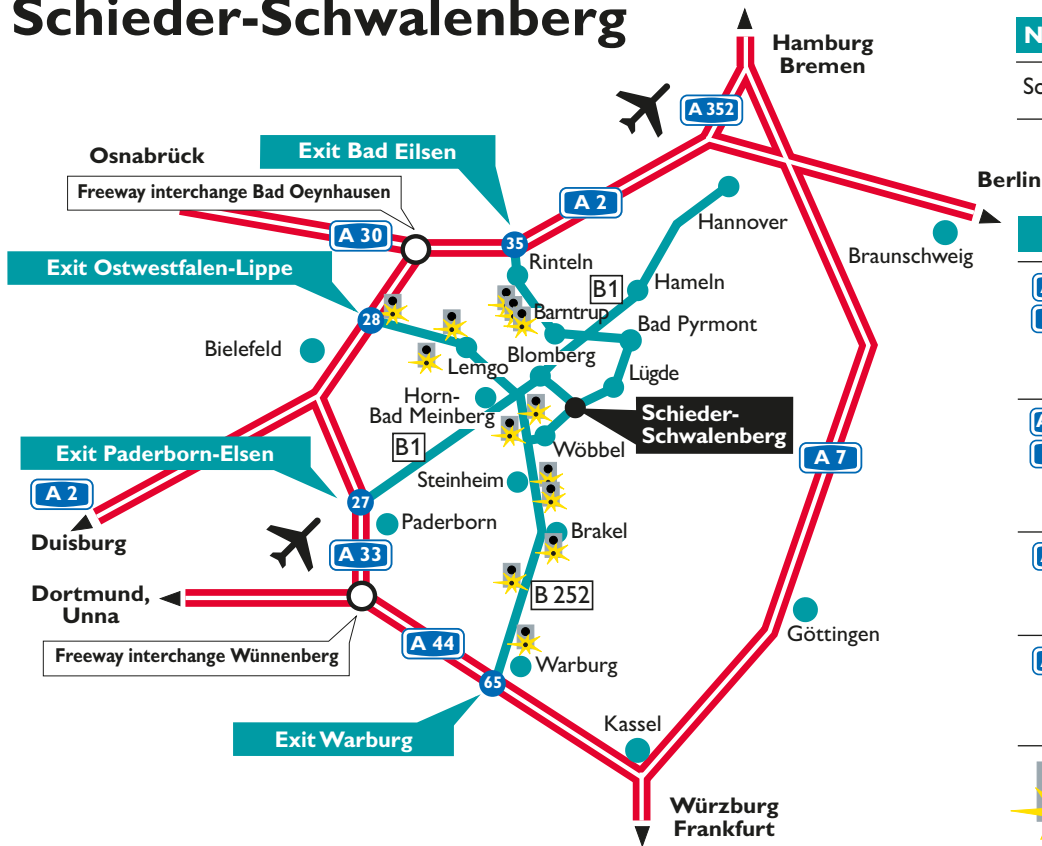 Schieder-Schwalenberg
Hamburg
Bremen
A 352
Osnabrück
Exit Bad Eilsen
Freeway interchange Bad Oeynhausen
Berlin
A 2
Hannover
A 30
35
Braunschweig
Exit Ostwestfalen-Lippe
Rinteln
B1
Hameln
28
Barntrup
Bad Pyrmont
Bielefeld
Blomberg
Lemgo
Lügde
Horn-
Bad Meinberg
Schieder-
Schwalenberg
B1
Wöbbel
Exit Paderborn-Elsen
A 7
Steinheim
A 2
27
Paderborn
Brakel
Duisburg
A 33
Dortmund,
Unna
B 252
Göttingen
A 44
Freeway interchange Wünnenberg
Warburg
65
Kassel
Exit Warburg
Würzburg
Frankfurt